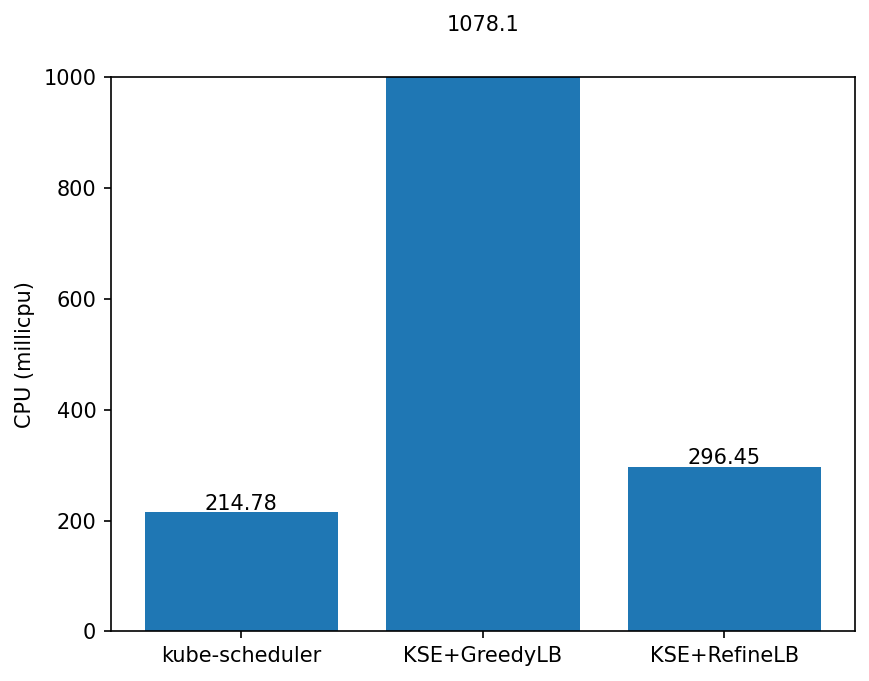 1078.1
1000
800
600
400
200
0
CPU (millicpu)
214.78
296.45
kube-scheduler
KSE+GreedyLB
KSE+RefineLB